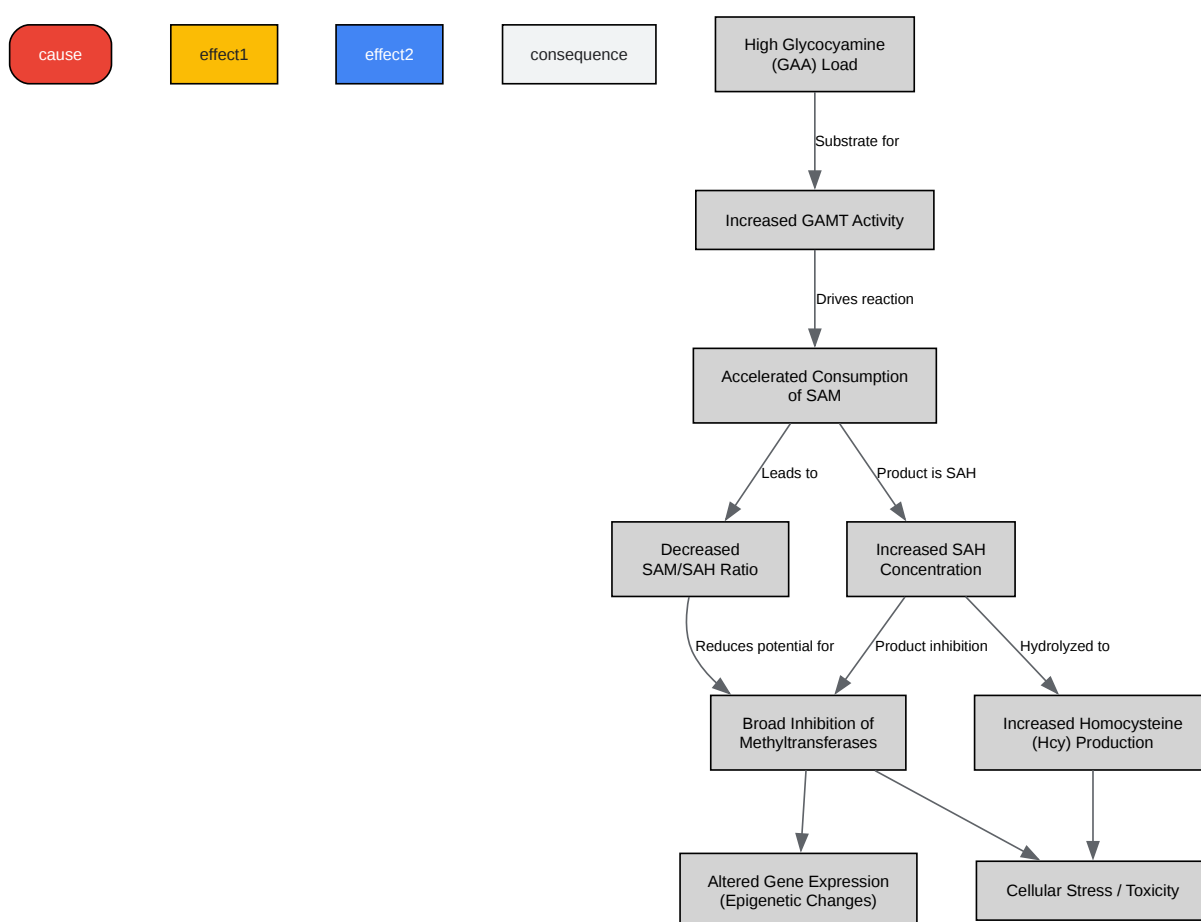 cause
effect1
effect2
consequence
High Glycocyamine
(GAA) Load
Substrate for
Increased GAMT Activity
Drives reaction
Accelerated Consumption
of SAM
Leads to
Product is SAH
Decreased
SAM/SAH Ratio
Increased SAH
Concentration
Reduces potential for
Product inhibition
Hydrolyzed to
Broad Inhibition of
Methyltransferases
Increased Homocysteine
(Hcy) Production
Altered Gene Expression
(Epigenetic Changes)
Cellular Stress / Toxicity